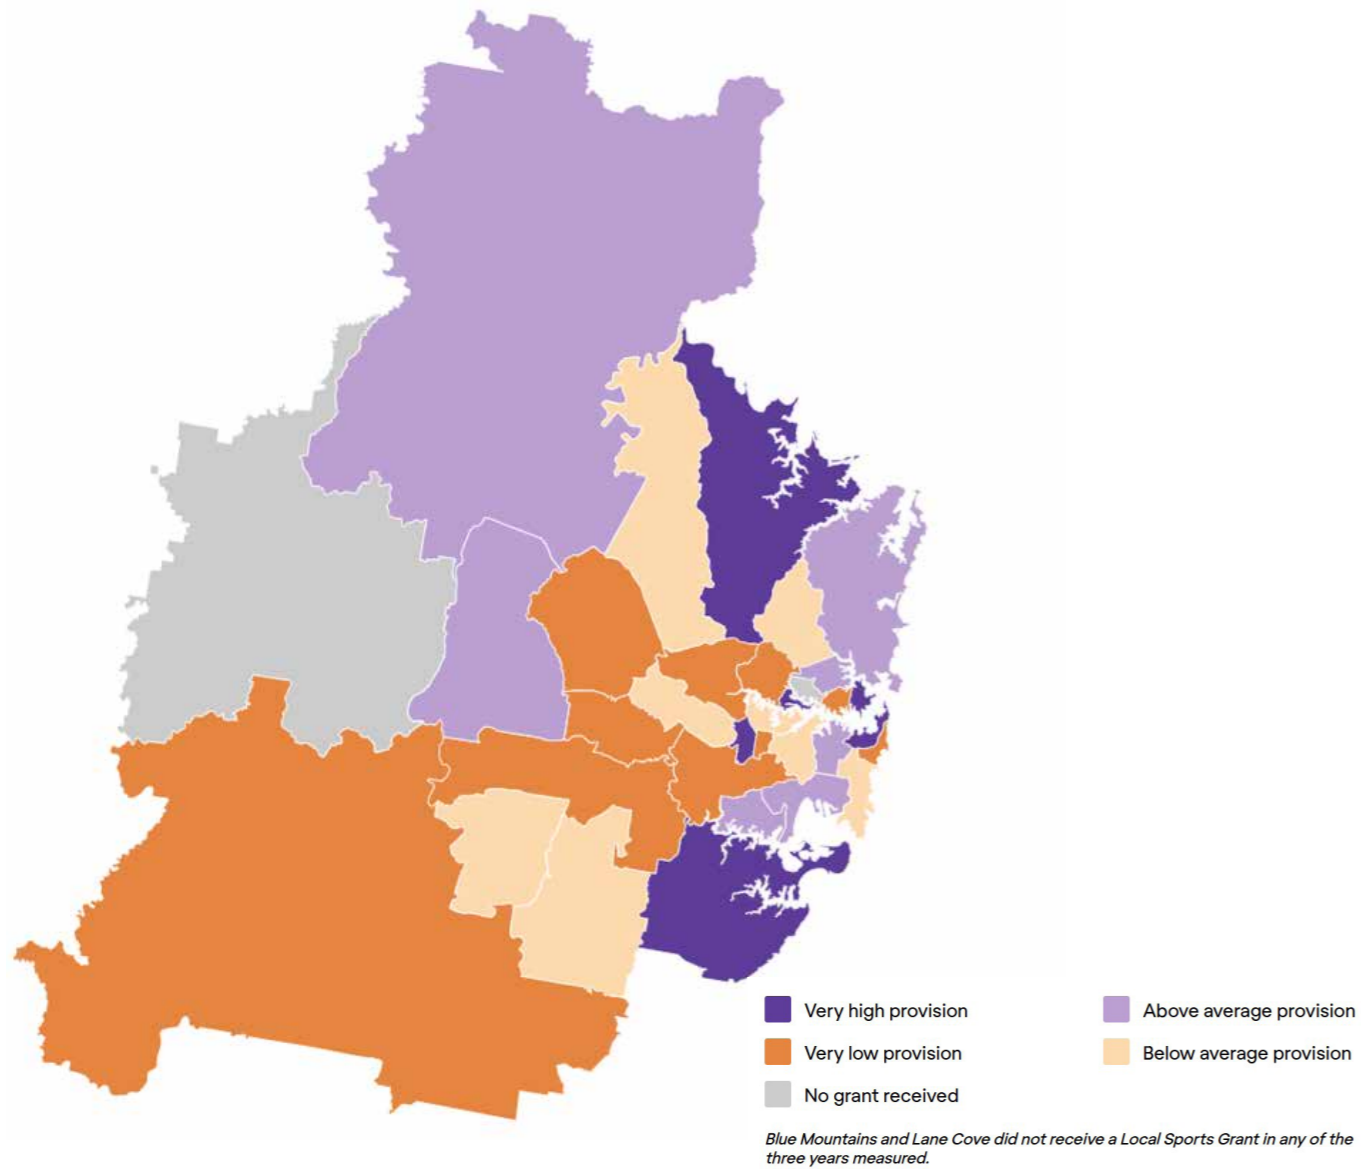 Very high provision
Above average provision
Very low provision
Below average provision
No grant received
Blue Mountains and Lane Cove did not receive a Local Sports Grant in any of the
three years measured.